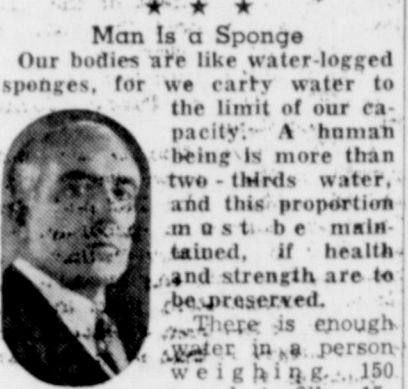 Man Is a Sponge
Our bodies are like water-logged
sponges, for we carry water to
the limit of our ca-
pacity. A human
being is more than
two-thirds water,
and this proportion
must be main-
tained, if health
and strength are to
be preserved.
There is enough
water in a person
weighing 150